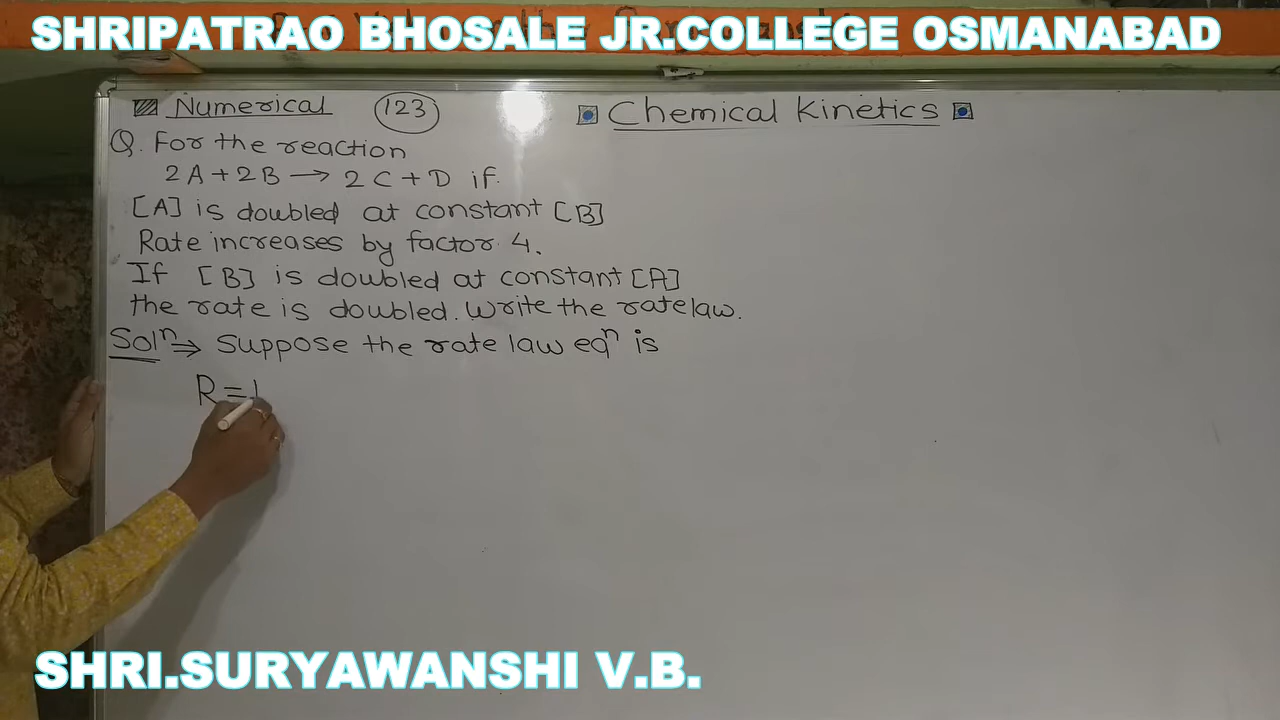 SHRIPATRAO BHOSALE JR.COLLEGE OSMANABAD
Numerical (123) Chemical Kinetics
Q. For the reaction
2A + 2B → 2C + D if
[A] is doubled at constant [B]
Rate increases by factor 4.
If [B] is doubled at constant [A]
the rate is doubled. Write the rate law.
Solⁿ ⇒ Suppose the rate law eqⁿ is
R =
SHRI.SURYAWANSHI V.B.